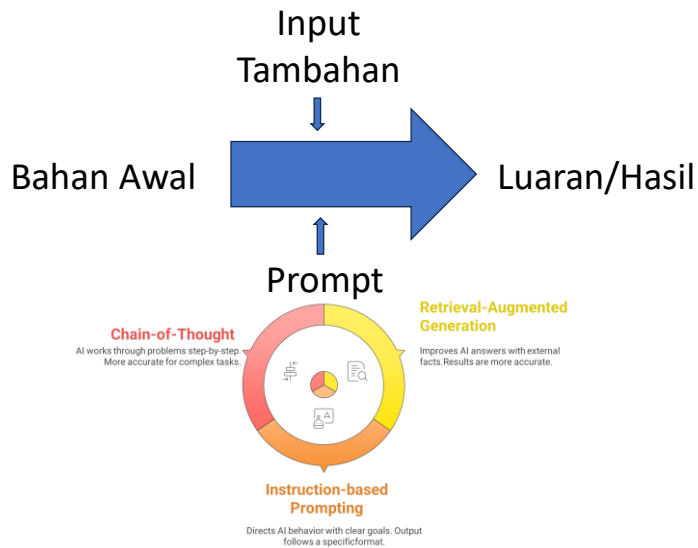 Input
Tambahan
Bahan Awal
Luaran/Hasil
Prompt
Chain-of-Thought
AI works through problems step-by-step.
More accurate for complex tasks.
Retrieval-Augmented
Generation
Improves AI answers with external
facts.Results are more accurate.
A
Instruction-based
Prompting
Directs AI behavior with clear goals. Output
follows a specificformat.